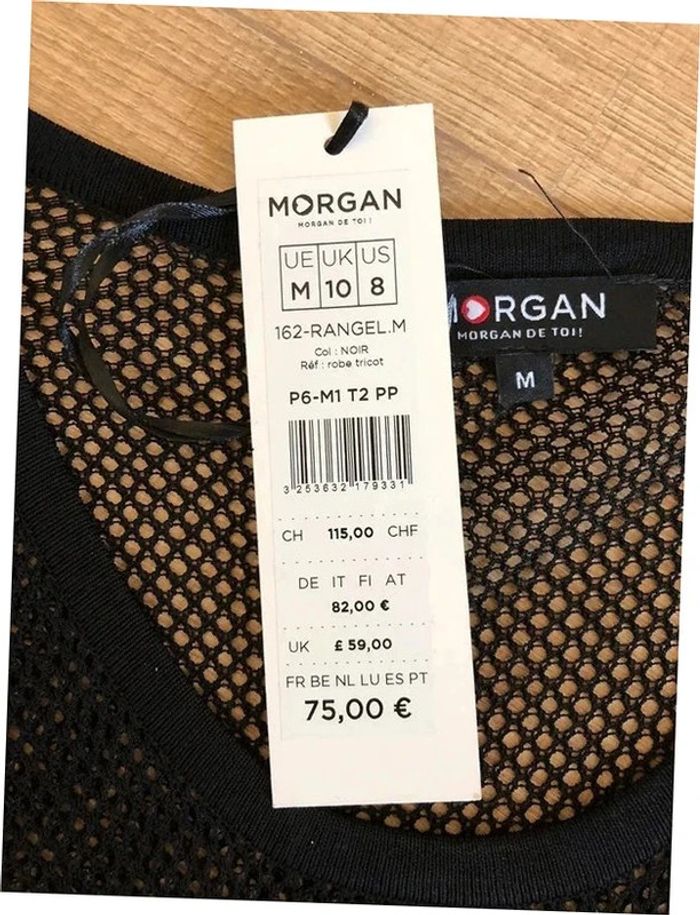 MORGAN
MORGAN DE TOI!
UE UK US
M 10 8
162-RANGEL.M
Col : NOIR
Réf : robe tricot
P6-M1 T2 PP
3 253632 179331
CH 115,00 CHF
DE IT FI AT
82,00 €
UK £ 59,00
FR BE NL LU ES PT
75,00 €
MORGAN
MORGAN DE TOI!
M